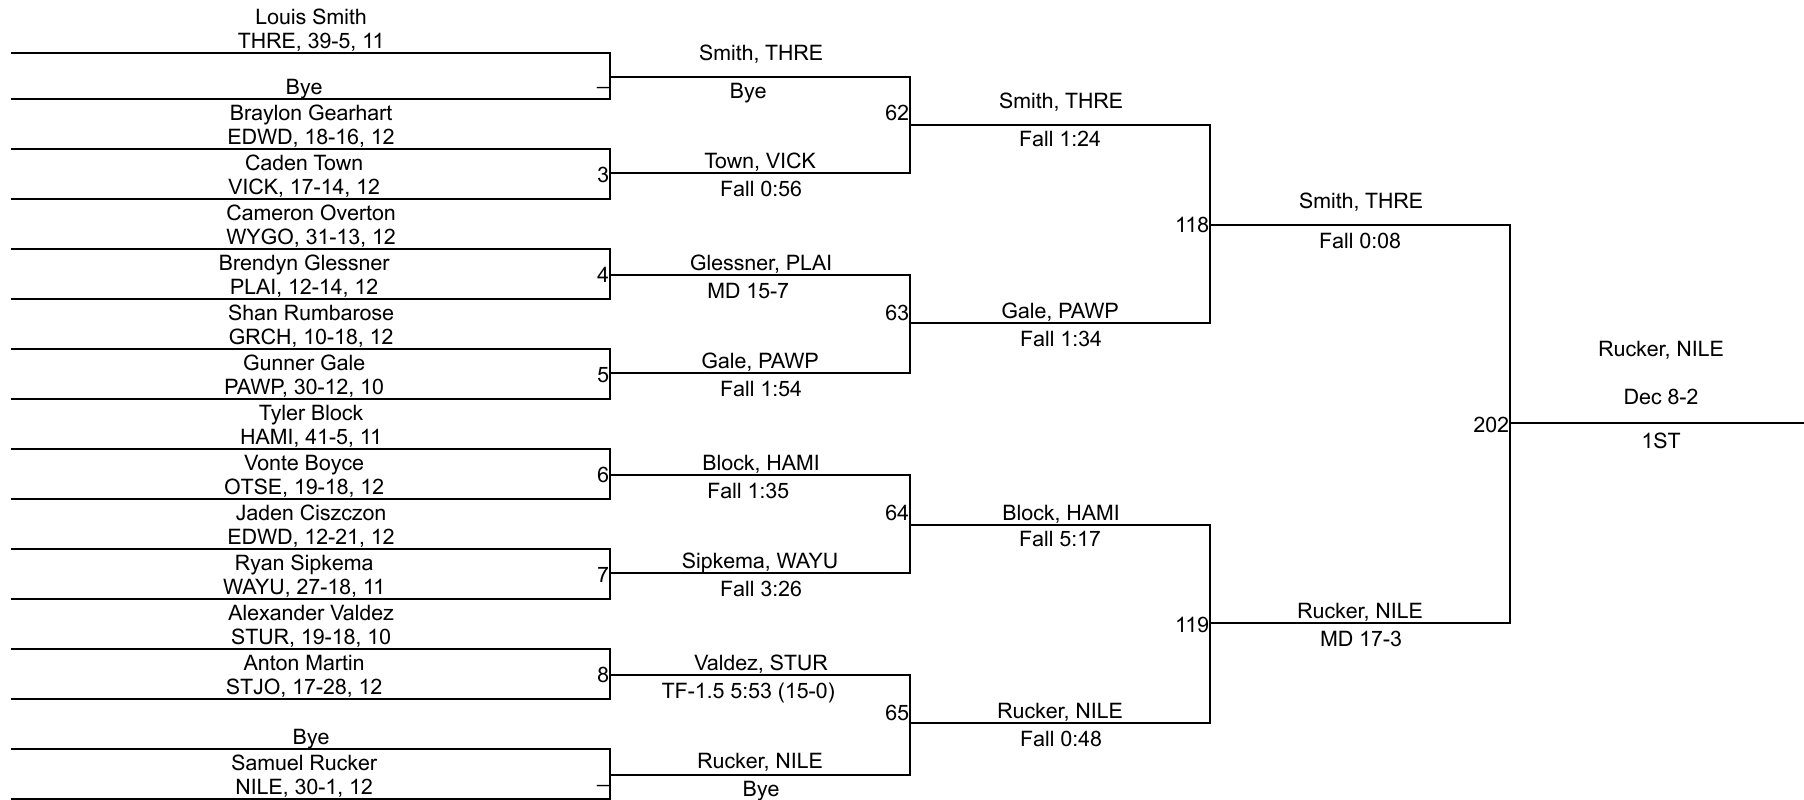 Louis Smith
THRE, 39-5, 11
Bye
Braylon Gearhart
EDWD, 18-16, 12
Caden Town
VICK, 17-14, 12
Cameron Overton
WYGO, 31-13, 12
Brendyn Glessner
PLAI, 12-14, 12
Shan Rumbarose
GRCH, 10-18, 12
Gunner Gale
PAWP, 30-12, 10
Tyler Block
HAMI, 41-5, 11
Vonte Boyce
OTSE, 19-18, 12
Jaden Ciszczon
EDWD, 12-21, 12
Ryan Sipkema
WAYU, 27-18, 11
Alexander Valdez
STUR, 19-18, 10
Anton Martin
STJO, 17-28, 12
Bye
Samuel Rucker
NILE, 30-1, 12
–
3
4
5
6
7
8
–
Smith, THRE
Bye
Town, VICK
Fall 0:56
Glessner, PLAI
MD 15-7
Gale, PAWP
Fall 1:54
Block, HAMI
Fall 1:35
Sipkema, WAYU
Fall 3:26
Valdez, STUR
TF-1.5 5:53 (15-0)
Rucker, NILE
Bye
62
63
64
65
Smith, THRE
Fall 1:24
Gale, PAWP
Fall 1:34
Block, HAMI
Fall 5:17
Rucker, NILE
Fall 0:48
118
119
Smith, THRE
Fall 0:08
Rucker, NILE
MD 17-3
202
Rucker, NILE
Dec 8-2
1ST